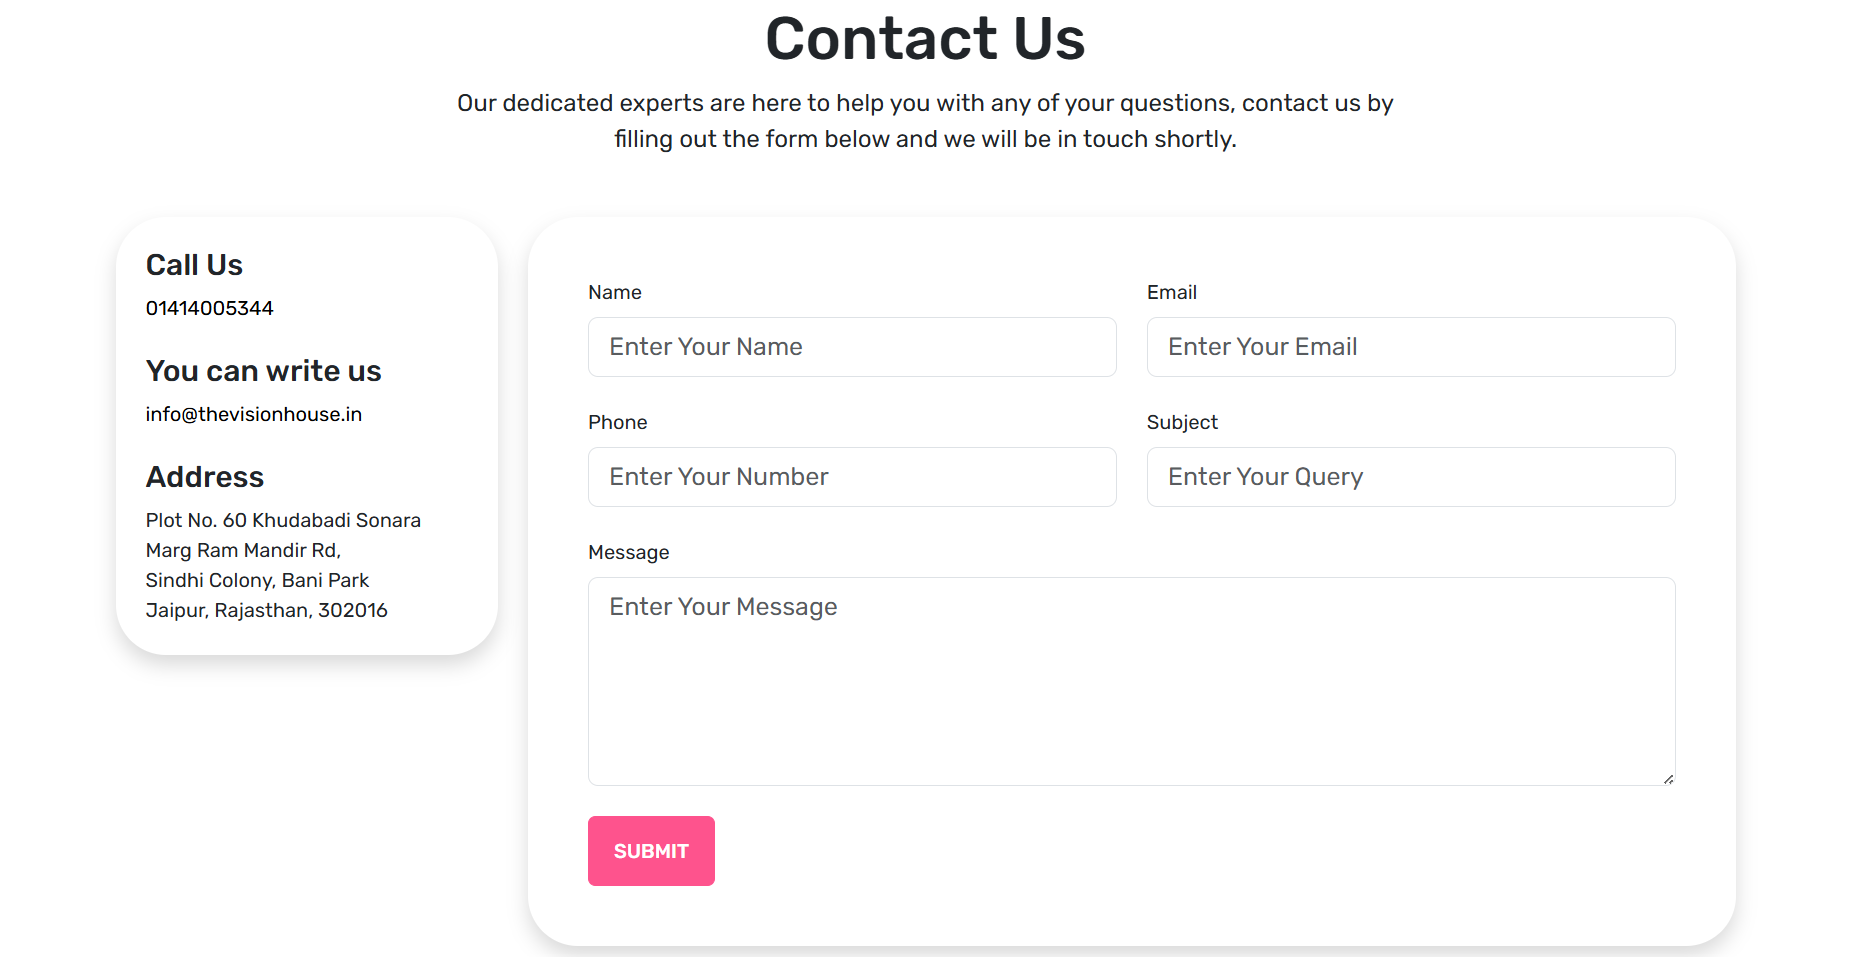 Contact Us
Our dedicated experts are here to help you with any of your questions, contact us by
filling out the form below and we will be in touch shortly.
Call Us
01414005344
You can write us
info@thevisionhouse.in
Address
Plot No. 60 Khudabadi Sonara
Marg Ram Mandir Rd,
Sindhi Colony, Bani Park
Jaipur, Rajasthan, 302016
Name
Enter Your Name
Email
Enter Your Email
Phone
Enter Your Number
Subject
Enter Your Query
Message
Enter Your Message
SUBMIT